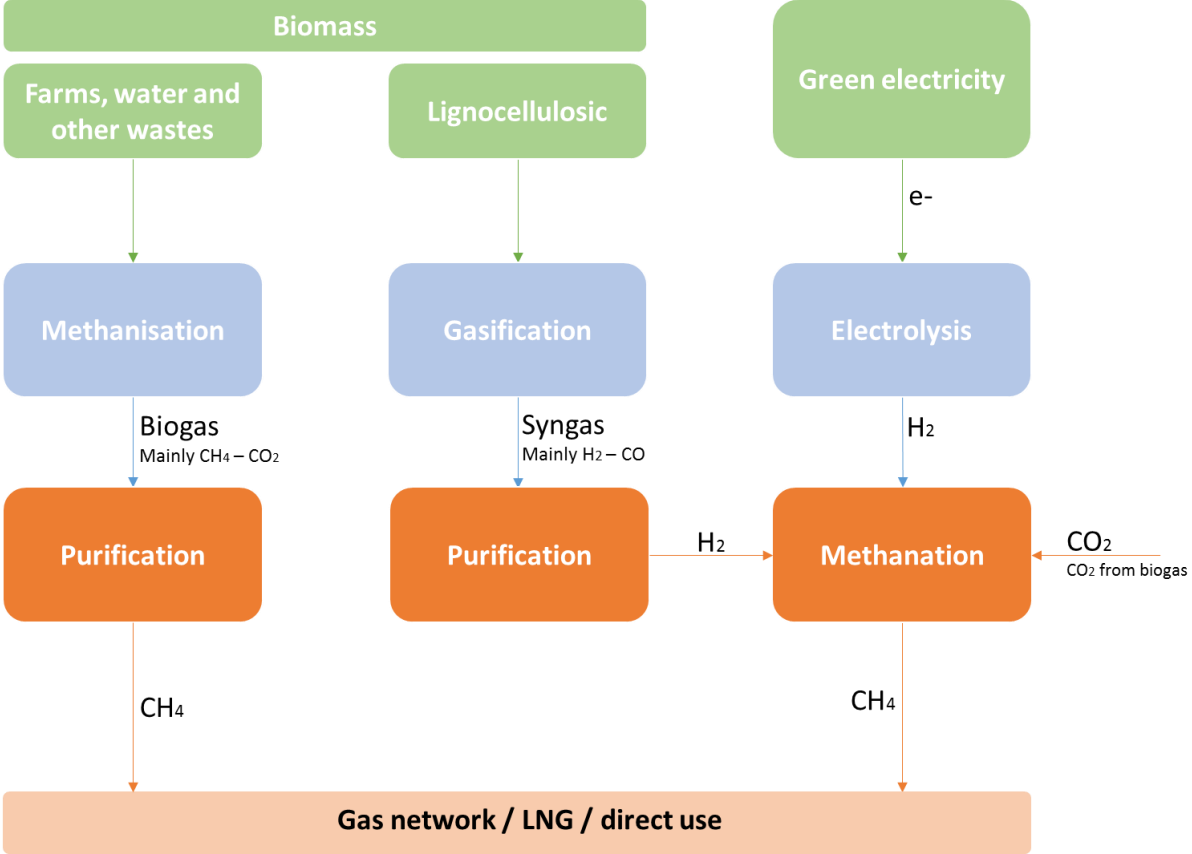 Biomass
Green electricity
Farms, water and
other wastes
Lignocellulosic
e-
Methanisation
Gasification
Electrolysis
Biogas
Mainly CH₄ – CO₂
Syngas
Mainly H₂ – CO
H₂
Purification
Purification
H₂
Methanation
CO₂
CO₂ from biogas
CH₄
CH₄
Gas network / LNG / direct use